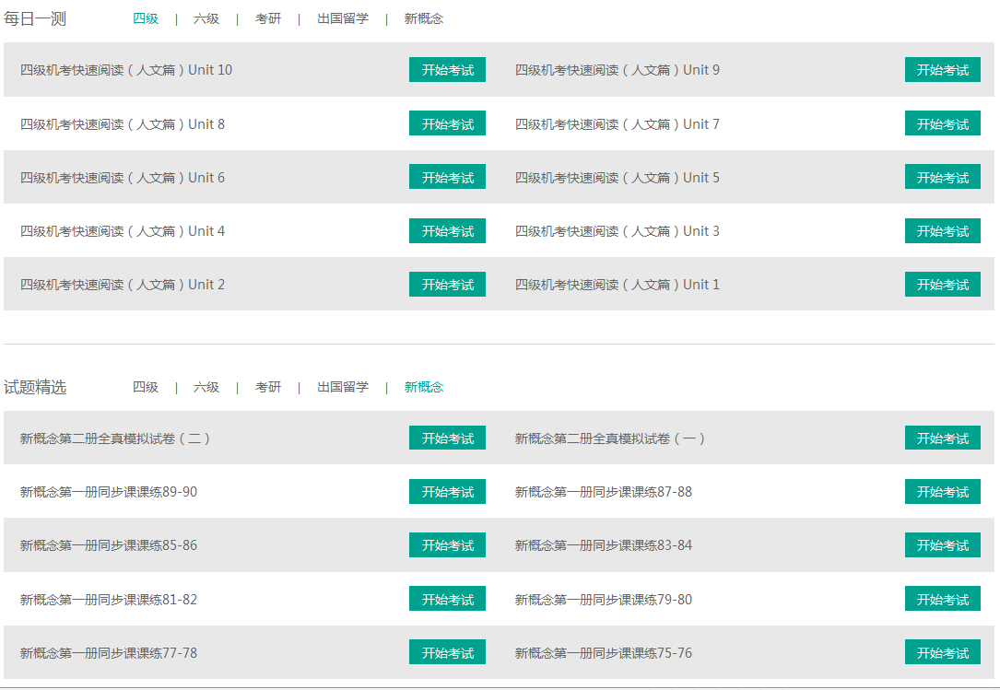 每日一测 四级 | 六级 | 考研 | 出国留学 | 新概念
四级机考快速阅读（人文篇）Unit 10 开始考试 四级机考快速阅读（人文篇）Unit 9 开始考试
四级机考快速阅读（人文篇）Unit 8 开始考试 四级机考快速阅读（人文篇）Unit 7 开始考试
四级机考快速阅读（人文篇）Unit 6 开始考试 四级机考快速阅读（人文篇）Unit 5 开始考试
四级机考快速阅读（人文篇）Unit 4 开始考试 四级机考快速阅读（人文篇）Unit 3 开始考试
四级机考快速阅读（人文篇）Unit 2 开始考试 四级机考快速阅读（人文篇）Unit 1 开始考试
试题精选 四级 | 六级 | 考研 | 出国留学 | 新概念
新概念第二册全真模拟试卷（二） 开始考试 新概念第二册全真模拟试卷（一） 开始考试
新概念第一册同步课课练89-90 开始考试 新概念第一册同步课课练87-88 开始考试
新概念第一册同步课课练85-86 开始考试 新概念第一册同步课课练83-84 开始考试
新概念第一册同步课课练81-82 开始考试 新概念第一册同步课课练79-80 开始考试
新概念第一册同步课课练77-78 开始考试 新概念第一册同步课课练75-76 开始考试